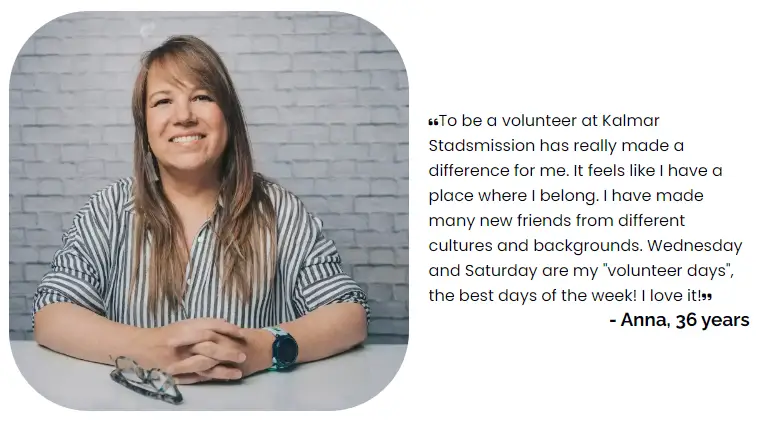 ❝To be a volunteer at Kalmar
Stadsmission has really made a
difference for me. It feels like I have a
place where I belong. I have made
many new friends from different
cultures and backgrounds. Wednesday
and Saturday are my "volunteer days",
the best days of the week! I love it!❞
- Anna, 36 years